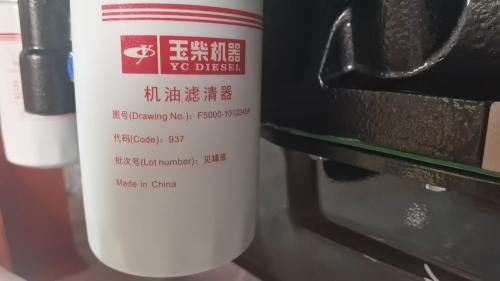 玉柴机器
YC DIESEL
机油滤清器
图号(Drawing No.): F5000-1012245A
代码(Code): 937
批次号(Lot number): 见罐底
Made in China